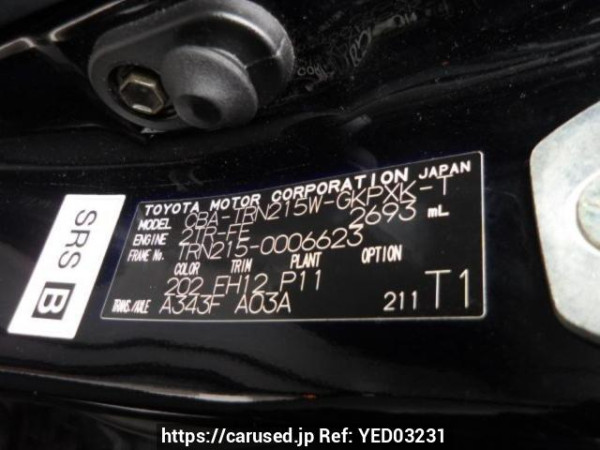 TOYOTA MOTOR CORPORATION JAPAN
MODEL CBA-TRN215W-GKPXK-T
ENGINE 2TR-FE 2693 mL
FRAME No. TRN215-0006623
COLOR TRIM PLANT OPTION
202 FH12 P11
TRANS/AXLE A343F A03A 211 T1
SRS B
https://carused.jp Ref: YED03231